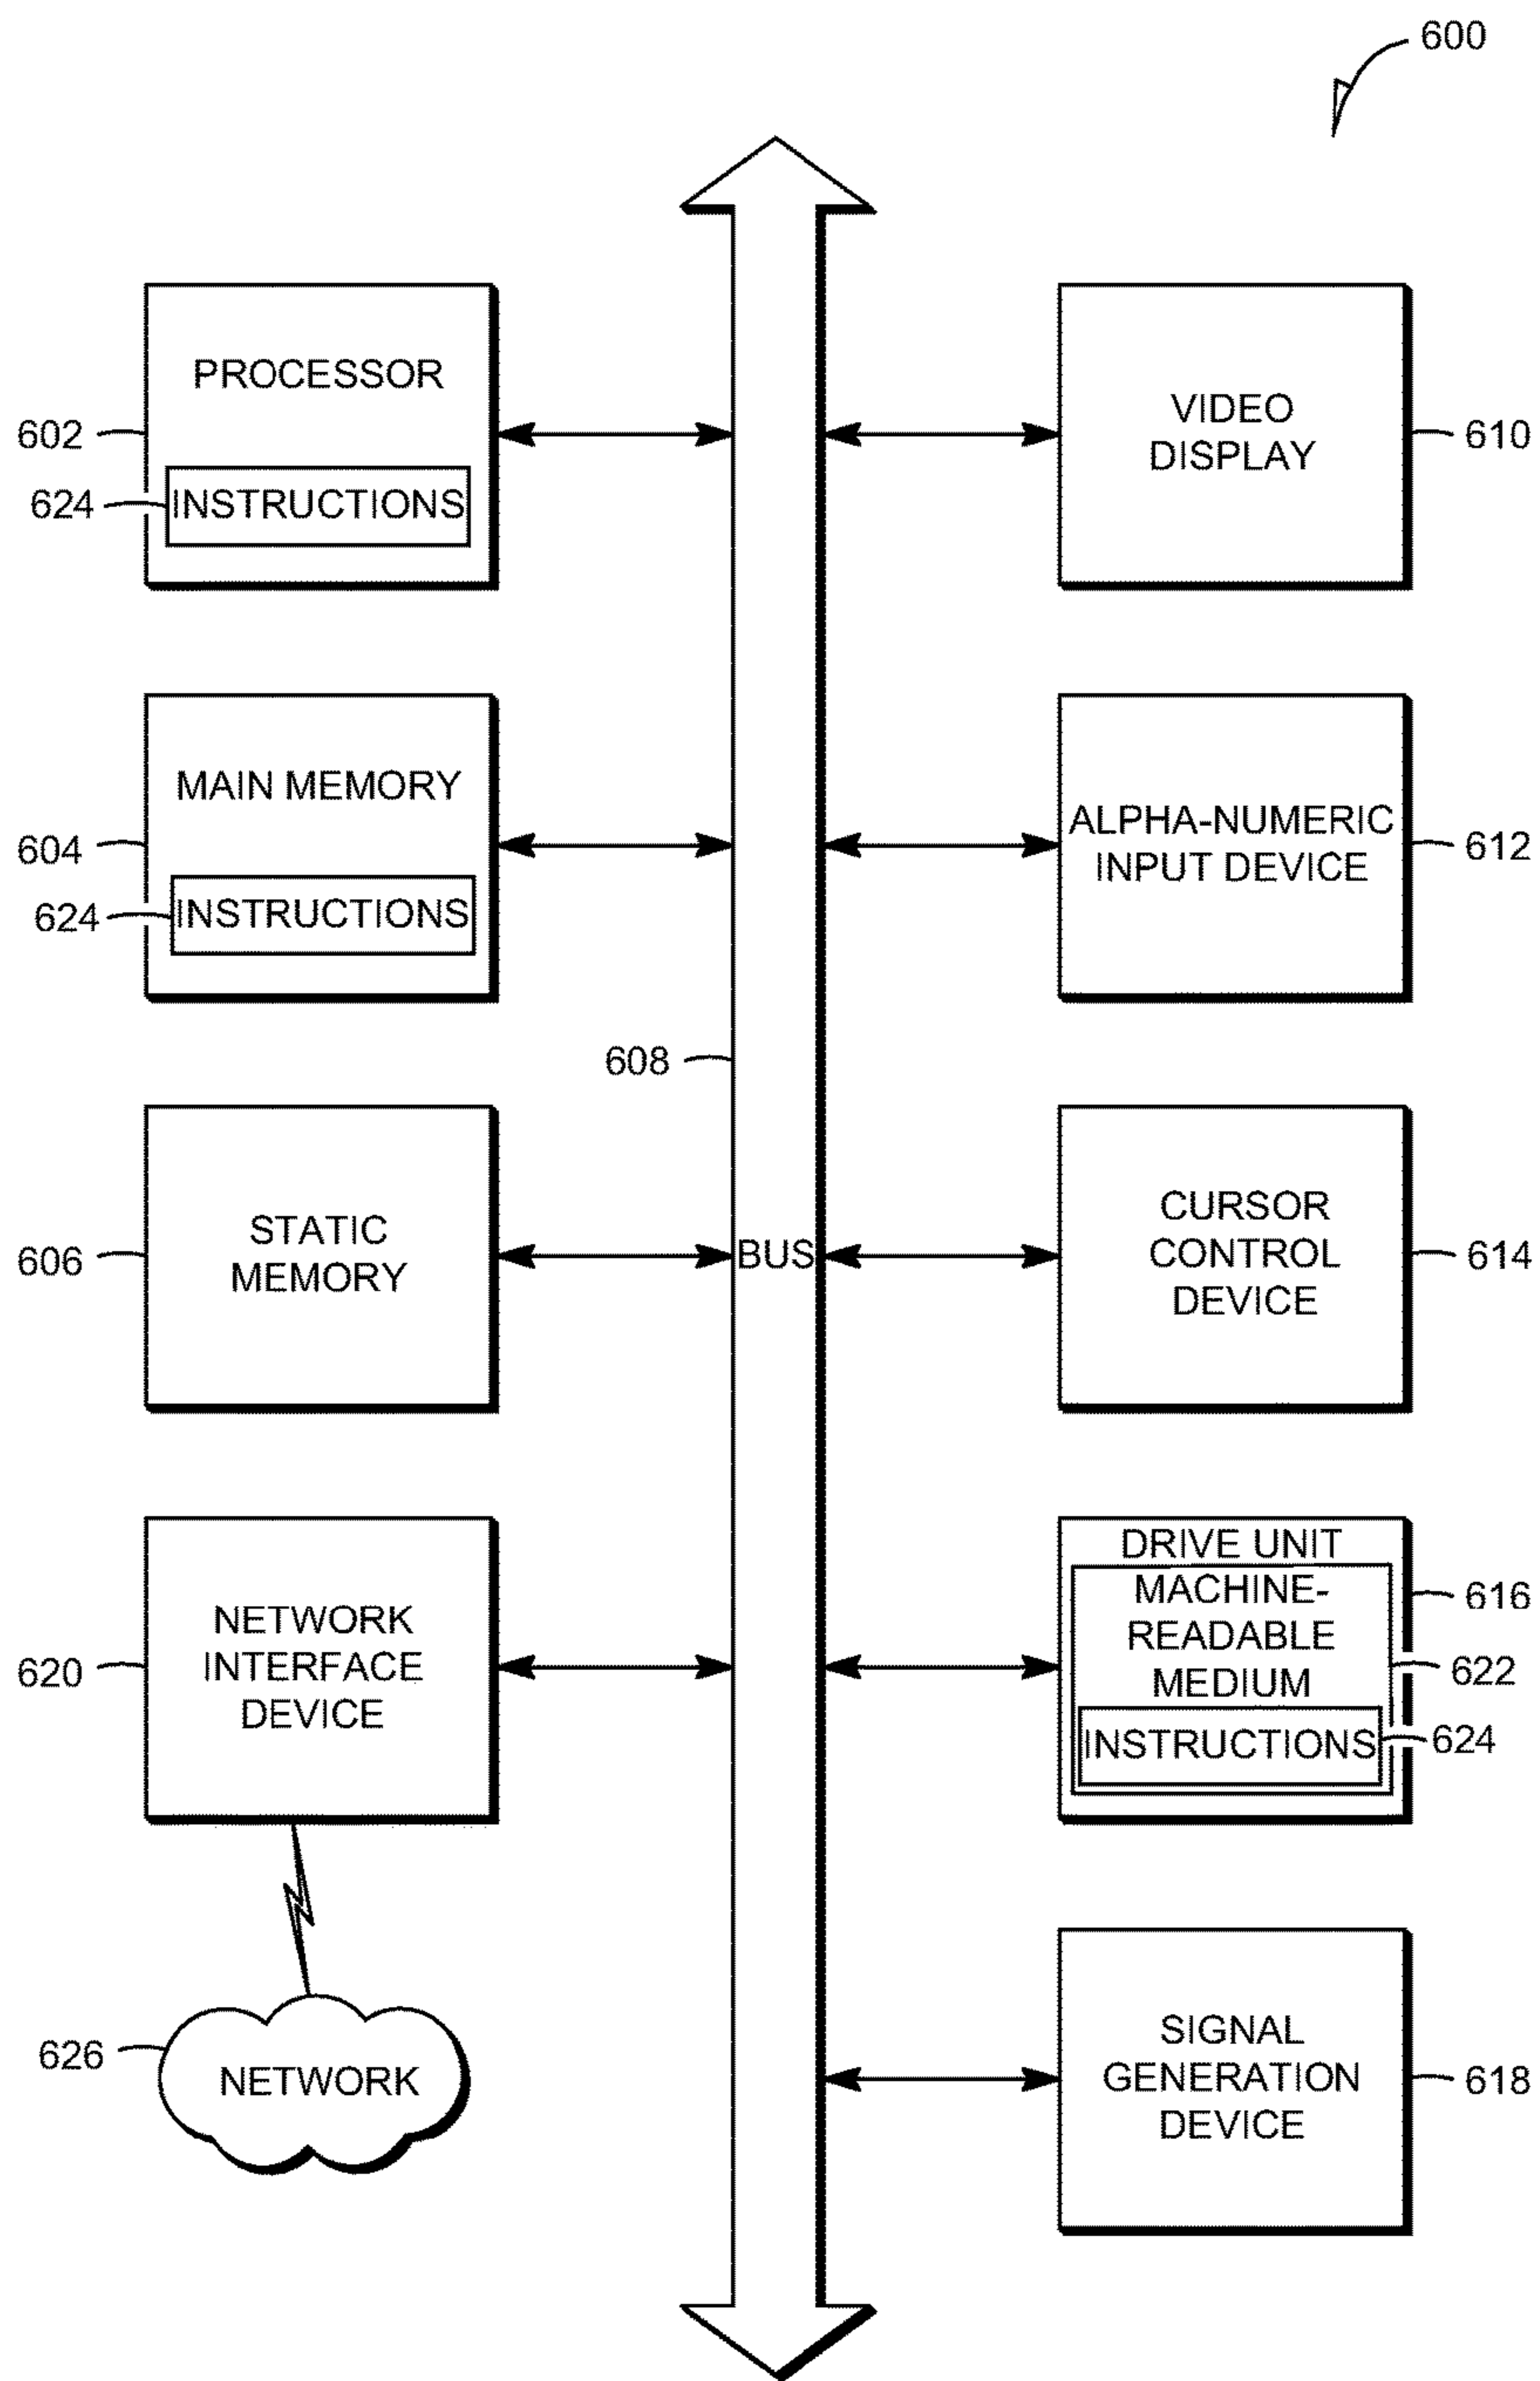 600
PROCESSOR
602
624
INSTRUCTIONS
VIDEO
DISPLAY
610
MAIN MEMORY
604
624
INSTRUCTIONS
ALPHA-NUMERIC
INPUT DEVICE
612
608
STATIC
MEMORY
606
BUS
CURSOR
CONTROL
DEVICE
614
NETWORK
INTERFACE
DEVICE
620
DRIVE UNIT
MACHINE-
READABLE
MEDIUM
INSTRUCTIONS
616
622
624
626
NETWORK
SIGNAL
GENERATION
DEVICE
618